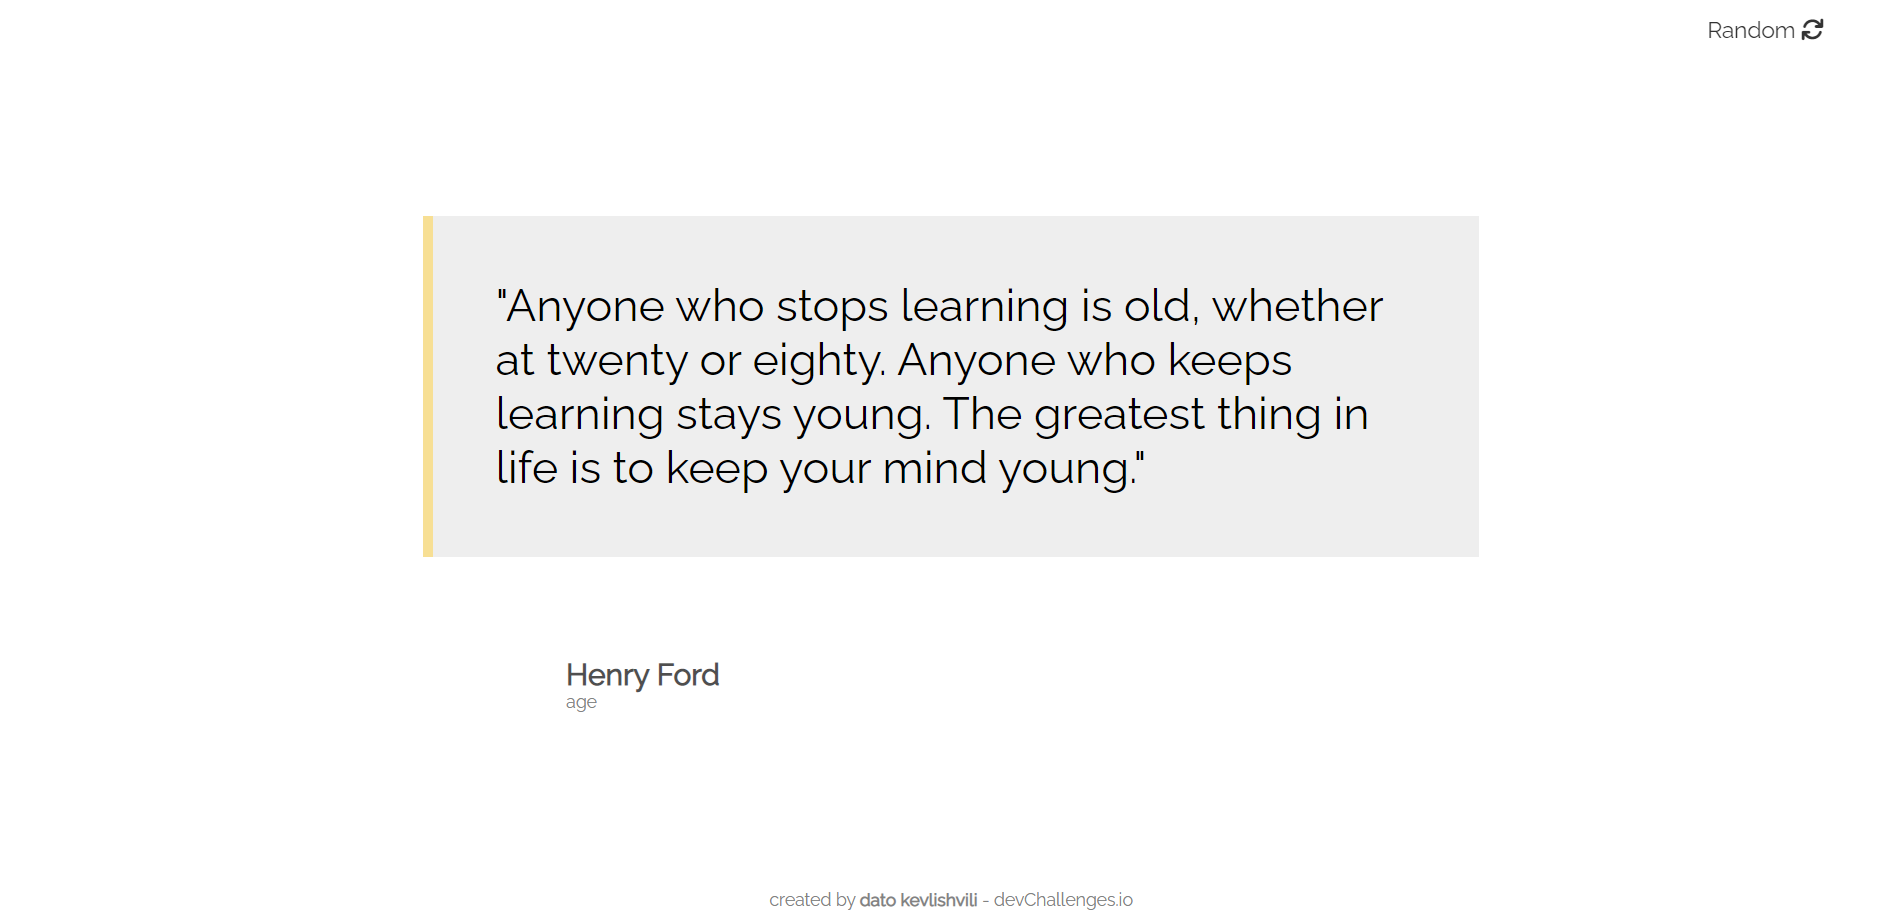 Random
"Anyone who stops learning is old, whether
at twenty or eighty. Anyone who keeps
learning stays young. The greatest thing in
life is to keep your mind young."
Henry Ford
age
created by dato kevlishvili - devChallenges.io